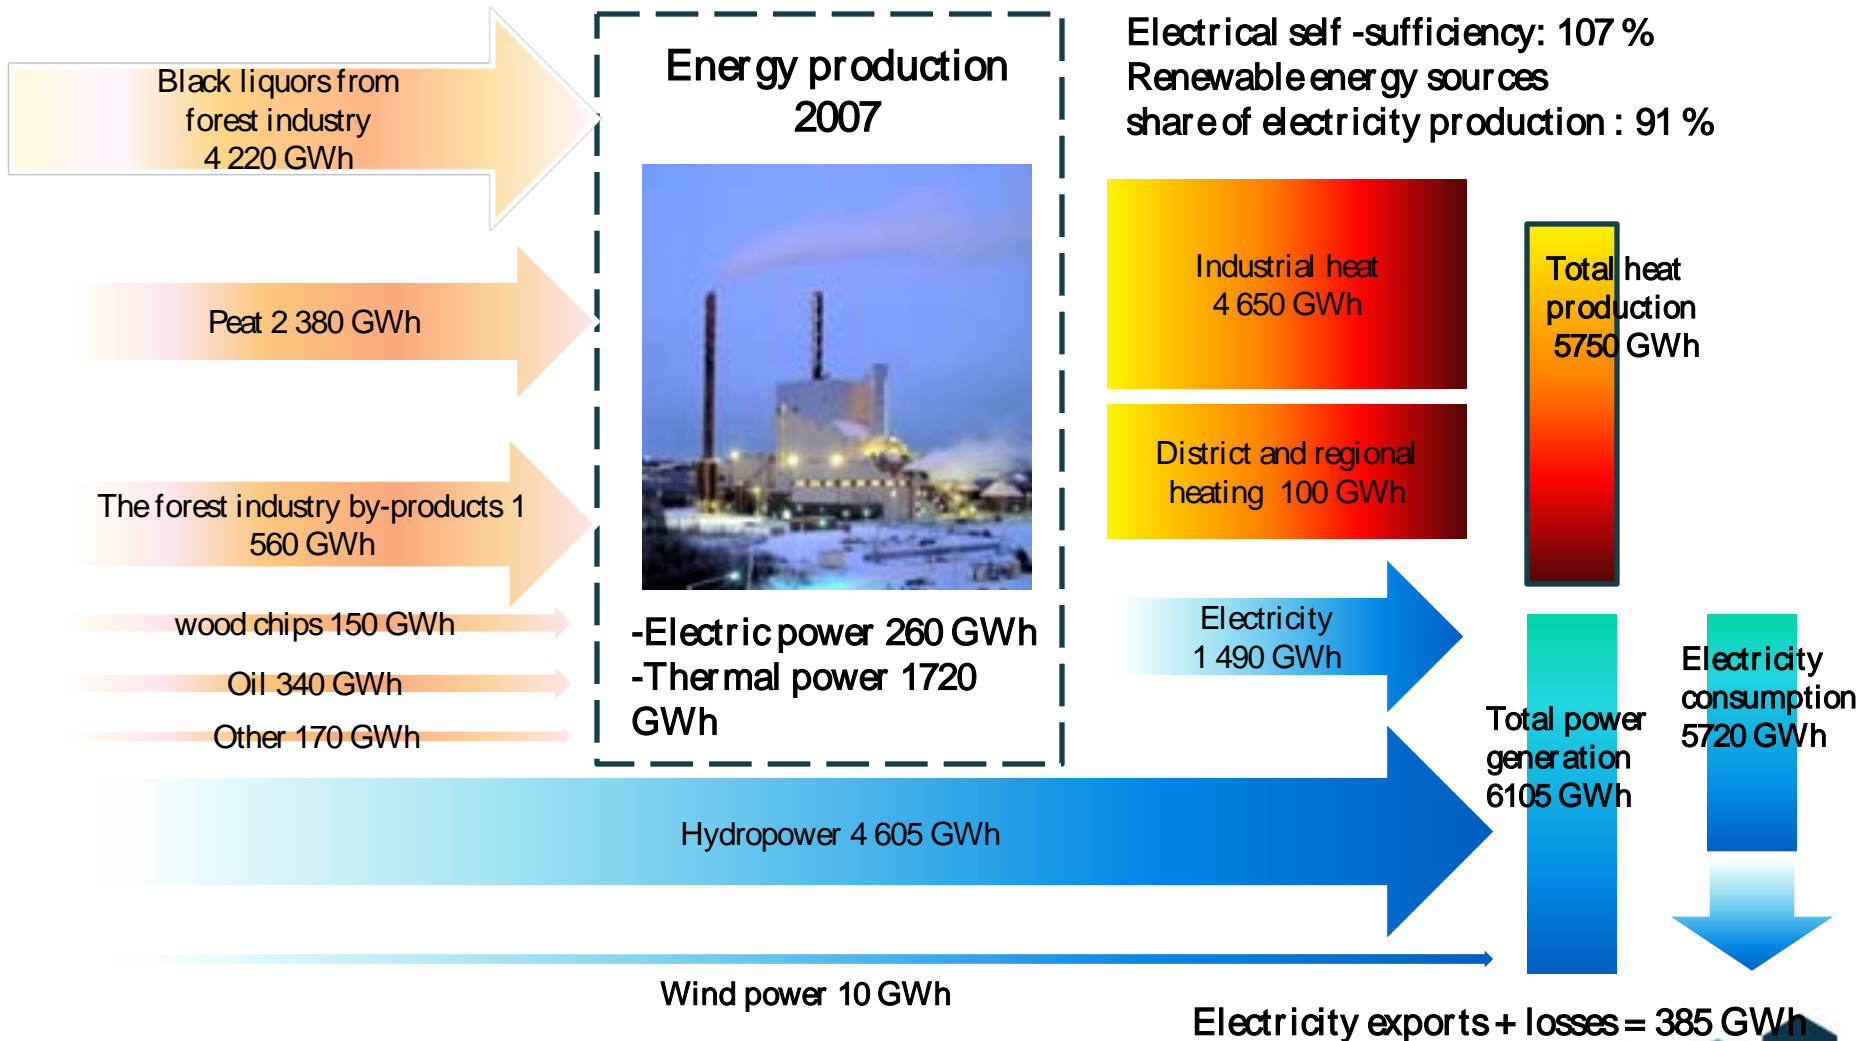 Black liquors from
forest industry
4 220 GWh
Peat 2 380 GWh
The forest industry by-products 1
560 GWh
wood chips 150 GWh
Oil 340 GWh
Other 170 GWh
Energy production
2007
-Electric power 260 GWh
-Thermal power 1720
GWh
Electrical self -sufficiency: 107 %
Renewable energy sources
share of electricity production : 91 %
Industrial heat
4 650 GWh
District and regional
heating 100 GWh
Electricity
1 490 GWh
Total heat
production
5750 GWh
Total power
generation
6105 GWh
Electricity
consumption
5720 GWh
Hydropower 4 605 GWh
Wind power 10 GWh
Electricity exports + losses = 385 GWh